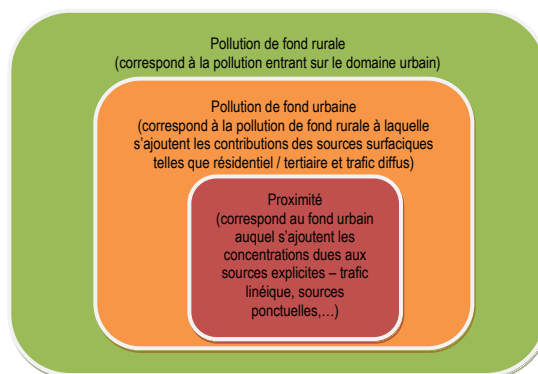 Pollution de fond rurale
(correspond à la pollution entrant sur le domaine urbain)
Pollution de fond urbaine
(correspond à la pollution de fond rurale à laquelle
s'ajoutent les contributions des sources surfaciques
telles que résidentiel / tertiaire et trafic diffus)
Proximité
(correspond au fond urbain
auquel s'ajoutent les
concentrations dues aux
sources explicites – trafic
linéique, sources
ponctuelles,…)